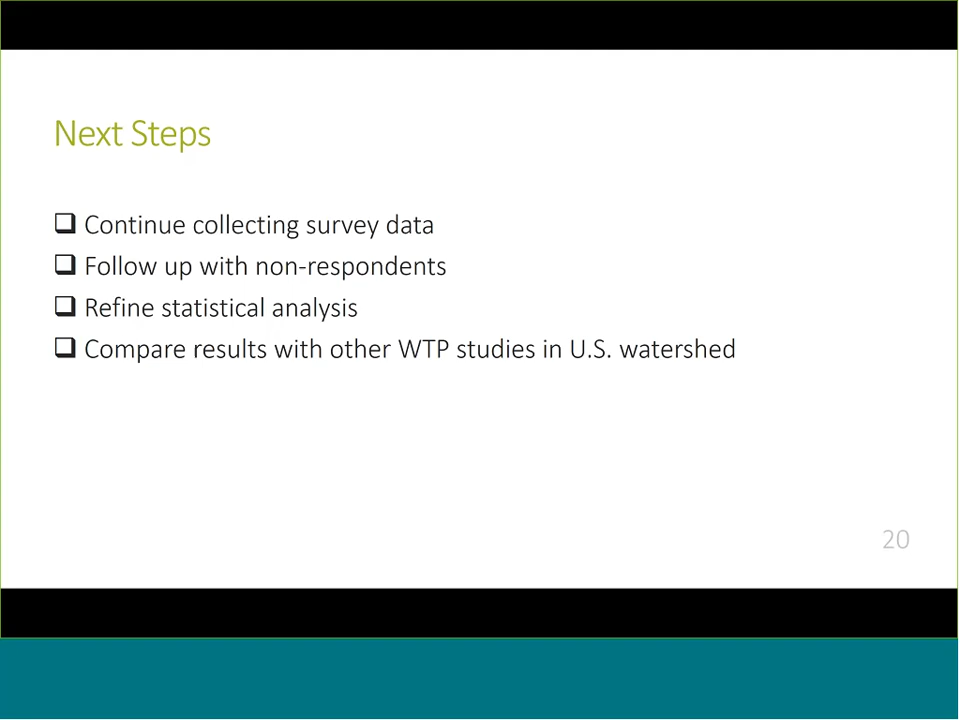 Next Steps
❑ Continue collecting survey data
❑ Follow up with non-respondents
❑ Refine statistical analysis
❑ Compare results with other WTP studies in U.S. watershed
20